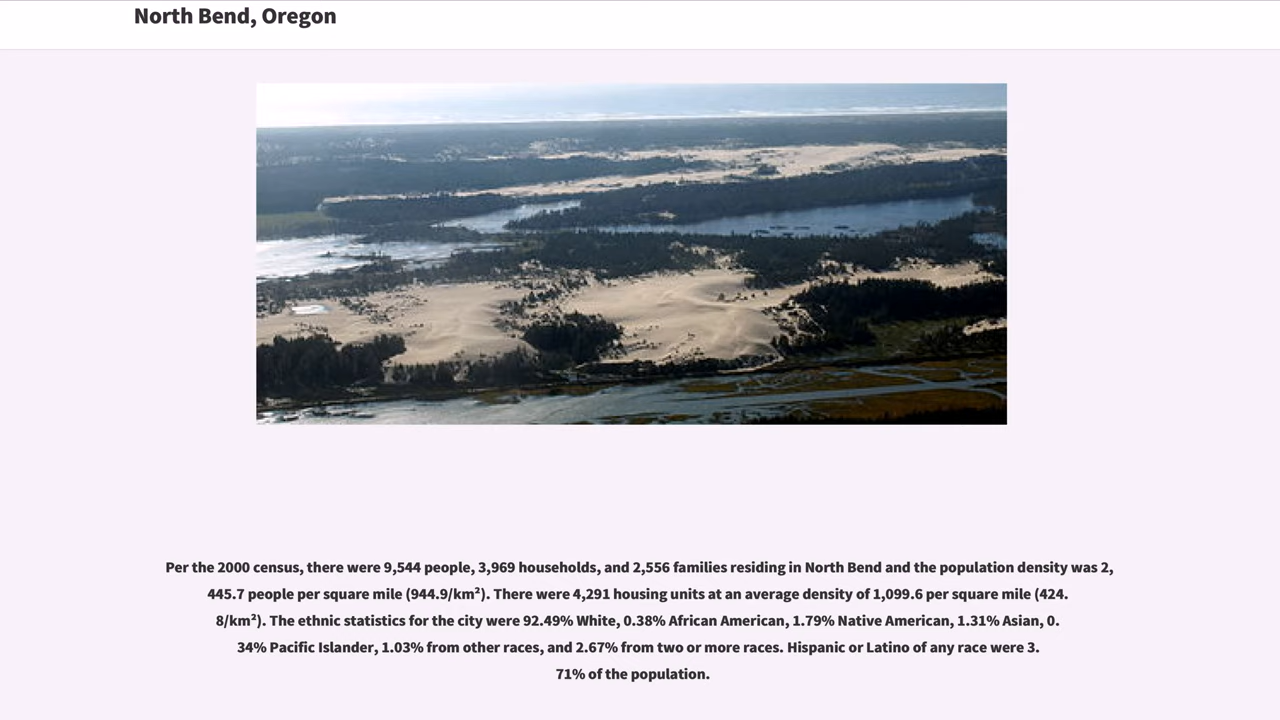 North Bend, Oregon
Per the 2000 census, there were 9,544 people, 3,969 households, and 2,556 families residing in North Bend and the population density was 2,
445.7 people per square mile (944.9/km²). There were 4,291 housing units at an average density of 1,099.6 per square mile (424.
8/km²). The ethnic statistics for the city were 92.49% White, 0.38% African American, 1.79% Native American, 1.31% Asian, 0.
34% Pacific Islander, 1.03% from other races, and 2.67% from two or more races. Hispanic or Latino of any race were 3.
71% of the population.